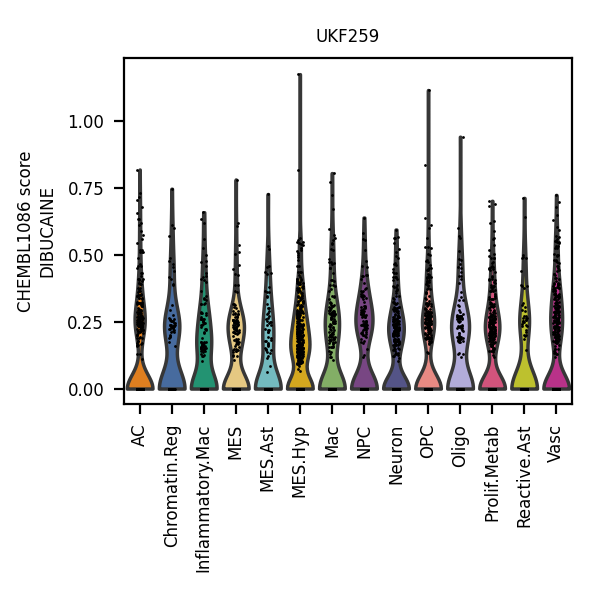 UKF259
CHEMBL1086 score
DIBUCAINE
1.00
0.75
0.50
0.25
0.00
AC
Chromatin.Reg
Inflammatory.Mac
MES
MES.Ast
MES.Hyp
Mac
NPC
Neuron
OPC
Oligo
Prolif.Metab
Reactive.Ast
Vasc